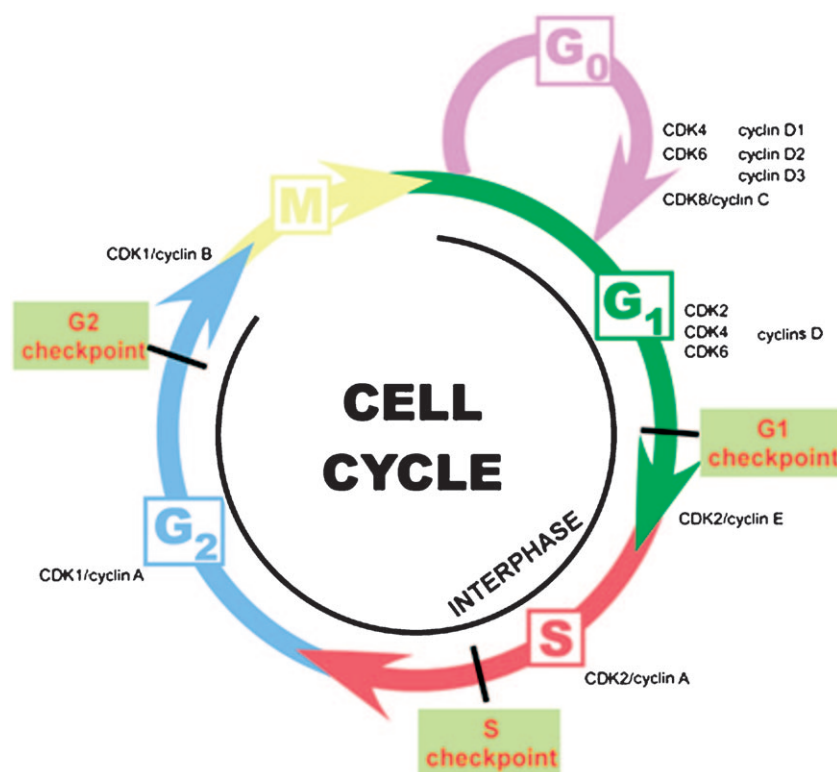 G0
CDK4 cyclin D1
CDK6 cyclin D2
cyclin D3
CDK8/cyclin C
M
CDK1/cyclin B
G1
CDK2
CDK4 cyclins D
CDK6
G2
checkpoint
CELL
CYCLE
G1
checkpoint
CDK2/cyclin E
G2
CDK1/cyclin A
INTERPHASE
S
CDK2/cyclin A
S
checkpoint